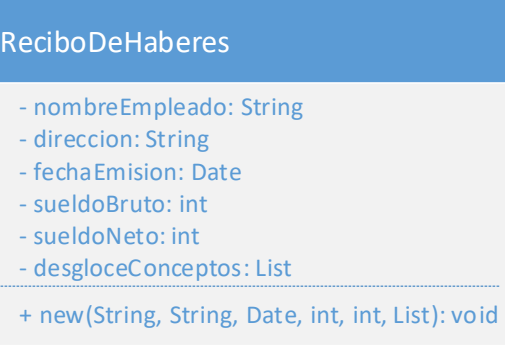 ReciboDeHaberes
- nombreEmpleado: String
- direccion: String
- fechaEmision: Date
- sueldoBruto: int
- sueldoNeto: int
- desgloceConceptos: List
+ new(String, String, Date, int, int, List): void